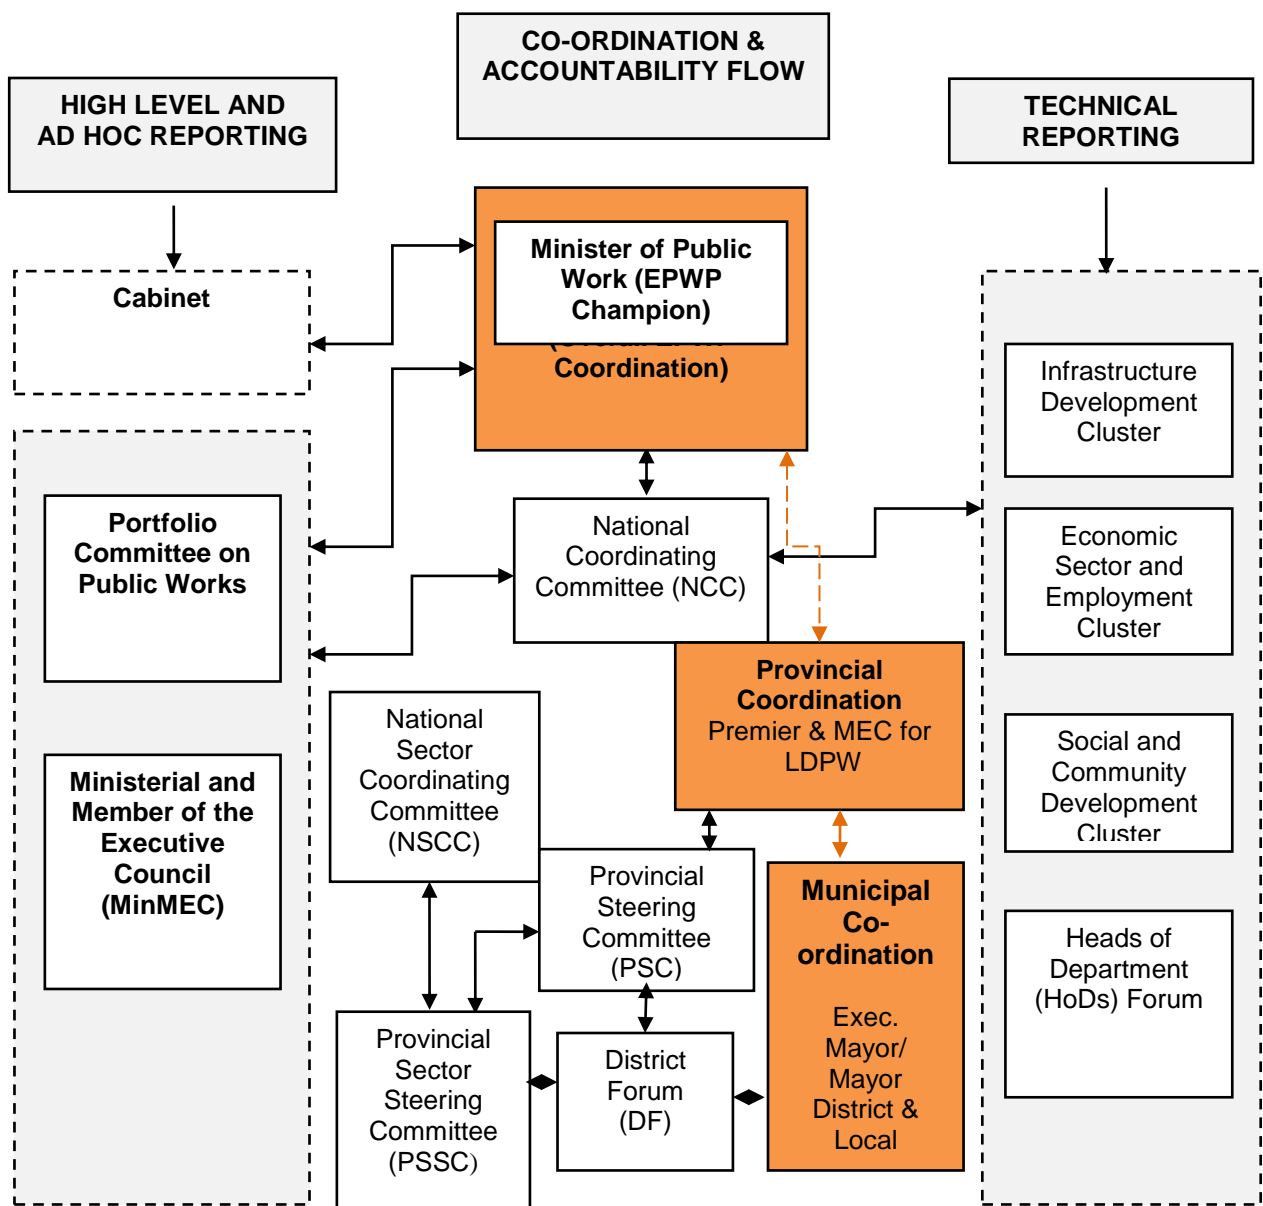 CO-ORDINATION &
ACCOUNTABILITY FLOW
HIGH LEVEL AND
AD HOC REPORTING
TECHNICAL
REPORTING
Cabinet
Minister of Public
Work (EPWP
Champion)
Coordination)
Portfolio
Committee on
Public Works
Ministerial and
Member of the
Executive
Council
(MinMEC)
National
Coordinating
Committee (NCC)
Provincial
Coordination
Premier & MEC for
LDPW
National
Sector
Coordinating
Committee
(NSCC)
Provincial
Steering
Committee
(PSC)
Municipal
Co-
ordination
Exec.
Mayor/
Mayor
District &
Local
Provincial
Sector
Steering
Committee
(PSSC)
District
Forum
(DF)
Infrastructure
Development
Cluster
Economic
Sector and
Employment
Cluster
Social and
Community
Development
Cluster
Heads of
Department
(HoDs) Forum